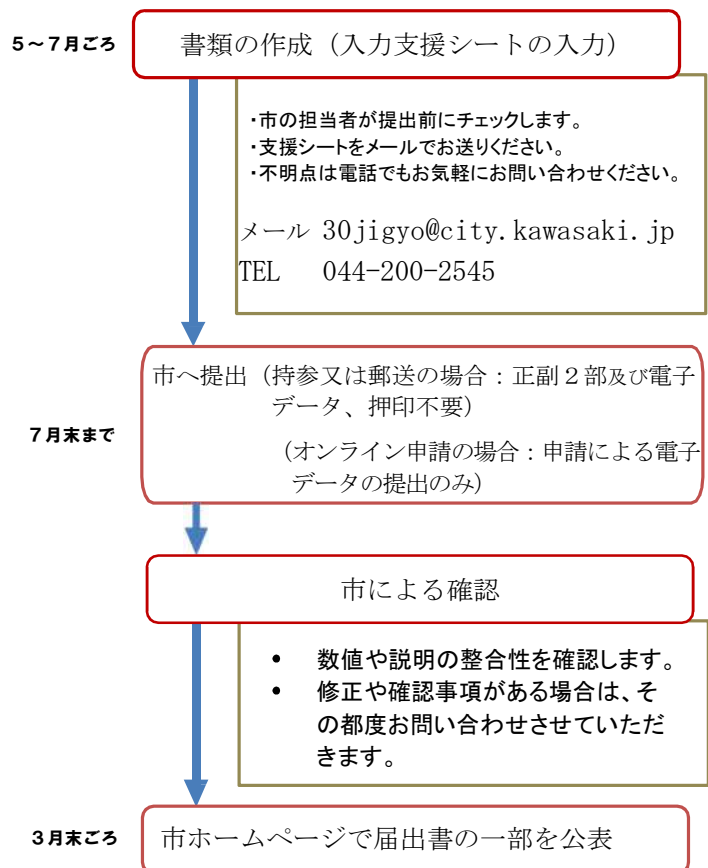 5~7月ごろ
書類の作成(入力支援シートの入力)
・市の担当者が提出前にチェックします。
・支援シートをメールでお送りください。
・不明点は電話でもお気軽にお問い合わせください。
メール 30jigyo@city.kawasaki.jp
TEL 044-200-2545
市へ提出(持参又は郵送の場合:正副2部及び電子
データ、押印不要)
7月末まで
(オンライン申請の場合:申請による電子
データの提出のみ)
市による確認
• 数値や説明の整合性を確認します。
• 修正や確認事項がある場合は、そ
の都度お問い合わせさせていただ
きます。
3月末ごろ
市ホームページで届出書の一部を公表